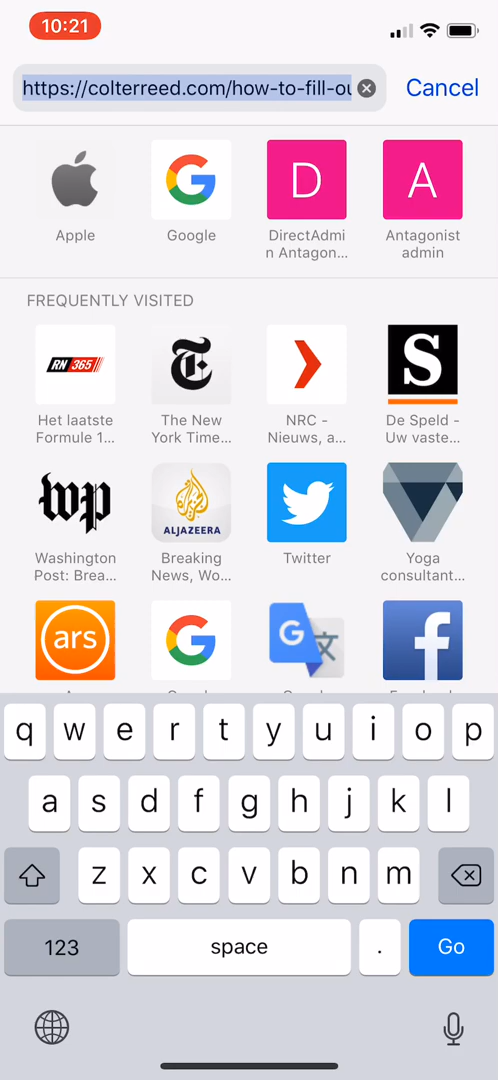 10:21
https://colterreed.com/how-to-fill-ou
Cancel
D
A
Apple
Google
DirectAdmi
n Antagon...
Antagonist
admin
FREQUENTLY VISITED
RN 365
T
S
Het laatste
Formule 1...
The New
York Time...
NRC -
Nieuws, a...
De Speld -
Uw vaste...
wp
ALJAZEERA
Washington
Post: Brea...
Breaking
News, Wo...
Twitter
Yoga
consultant...
ars
G
G
f
q w e r t y u i o p
a s d f g h j k l
z x c v b n m
123
space
.
Go